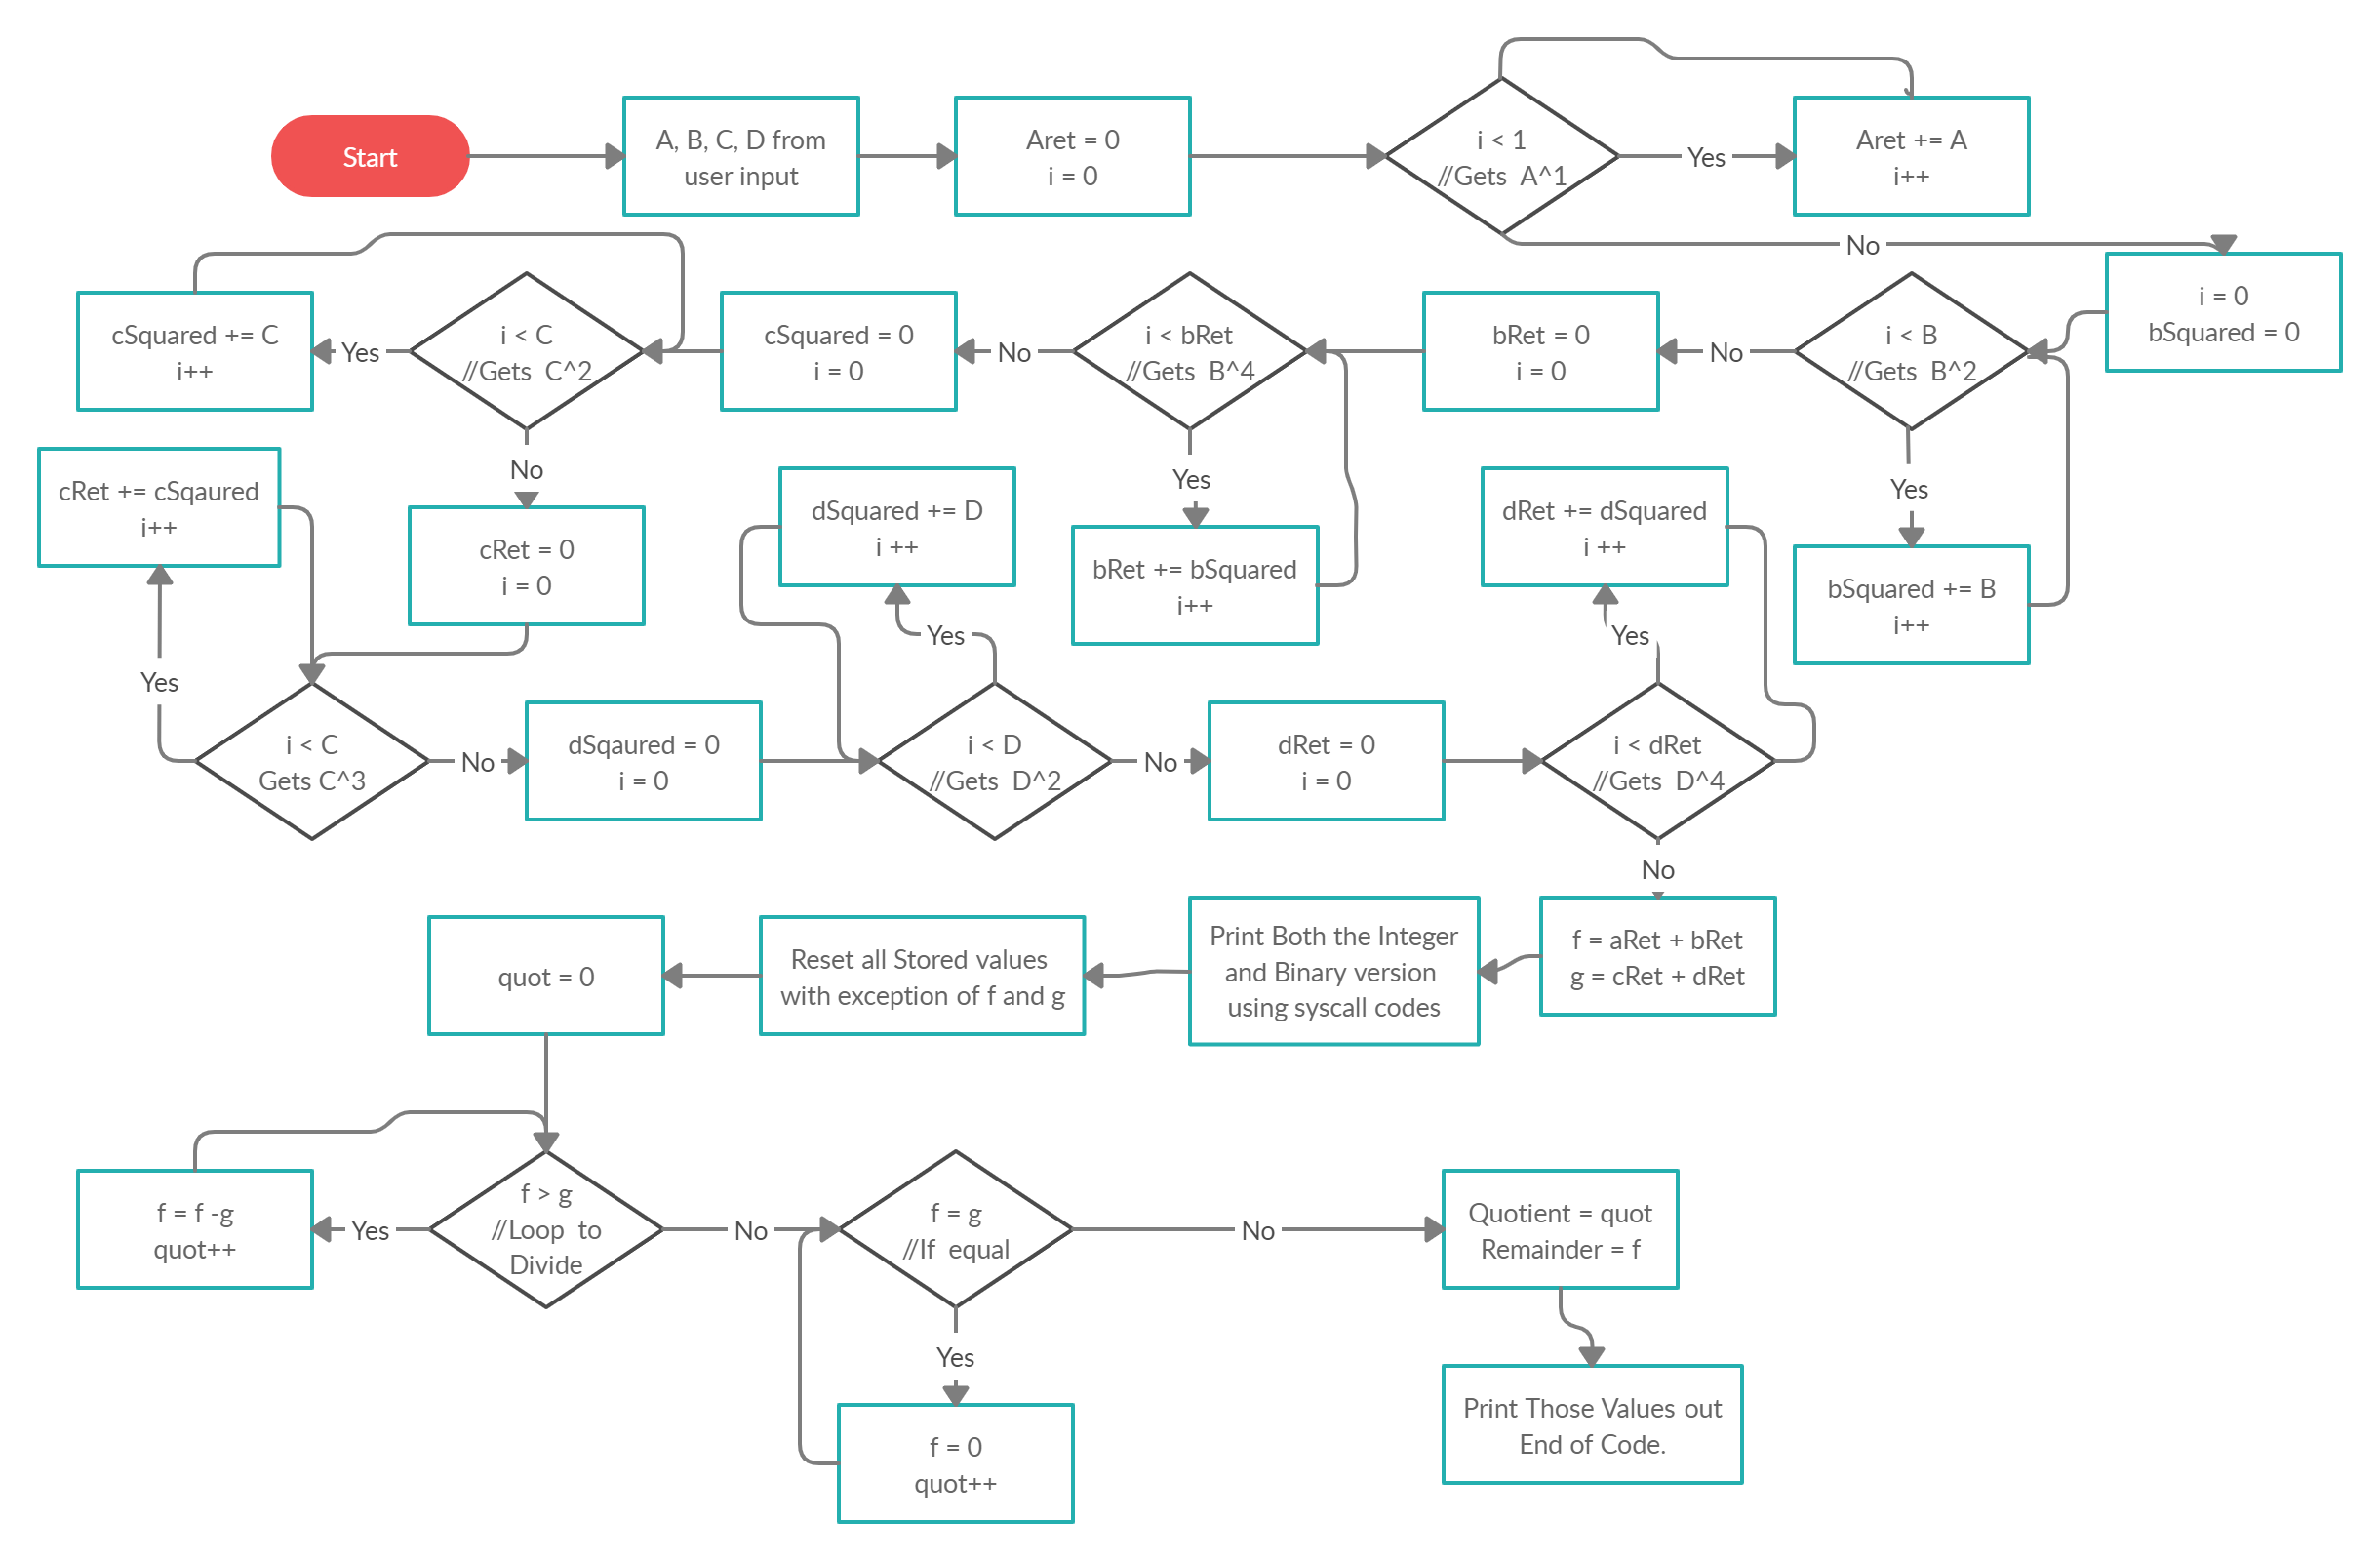 Start
A, B, C, D from
user input
Aret = 0
i = 0
i < 1
//Gets A^1
Yes
Aret += A
i++
No
i = 0
bSquared = 0
i < B
//Gets B^2
Yes
bSquared += B
i++
No
bRet = 0
i = 0
i < bRet
//Gets B^4
Yes
bRet += bSquared
i++
No
cSquared = 0
i = 0
i < C
//Gets C^2
Yes
cSquared += C
i++
No
cRet = 0
i = 0
i < C
Gets C^3
Yes
cRet += cSqaured
i++
No
dSqaured = 0
i = 0
i < D
//Gets D^2
Yes
dSquared += D
i ++
No
dRet = 0
i = 0
i < dRet
//Gets D^4
Yes
dRet += dSquared
i ++
No
f = aRet + bRet
g = cRet + dRet
Print Both the Integer
and Binary version
using syscall codes
Reset all Stored values
with exception of f and g
quot = 0
f > g
//Loop to
Divide
Yes
f = f -g
quot++
No
f = g
//If equal
Yes
f = 0
quot++
No
Quotient = quot
Remainder = f
Print Those Values out
End of Code.